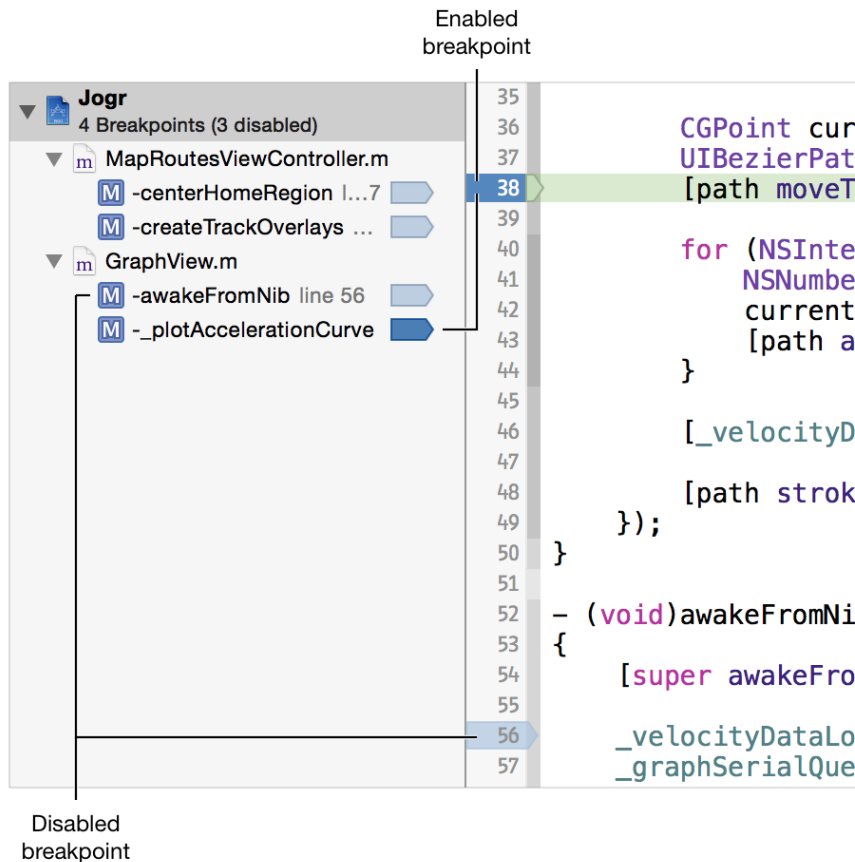 Enabled
breakpoint
Jogr
4 Breakpoints (3 disabled)
m MapRoutesViewController.m
M -centerHomeRegion l...7
M -createTrackOverlays ...
m GraphView.m
M -awakeFromNib line 56
M -_plotAccelerationCurve
35
36 CGPoint cur
37 UIBezierPat
38 [path moveT
39
40 for (NSInte
41 NSNumbe
42 current
43 [path a
44 }
45
46 [_velocityD
47
48 [path strok
49 });
50 }
51
52 – (void)awakeFromNi
53 {
54 [super awakeFro
55
56 _velocityDataLo
57 _graphSerialQue
Disabled
breakpoint